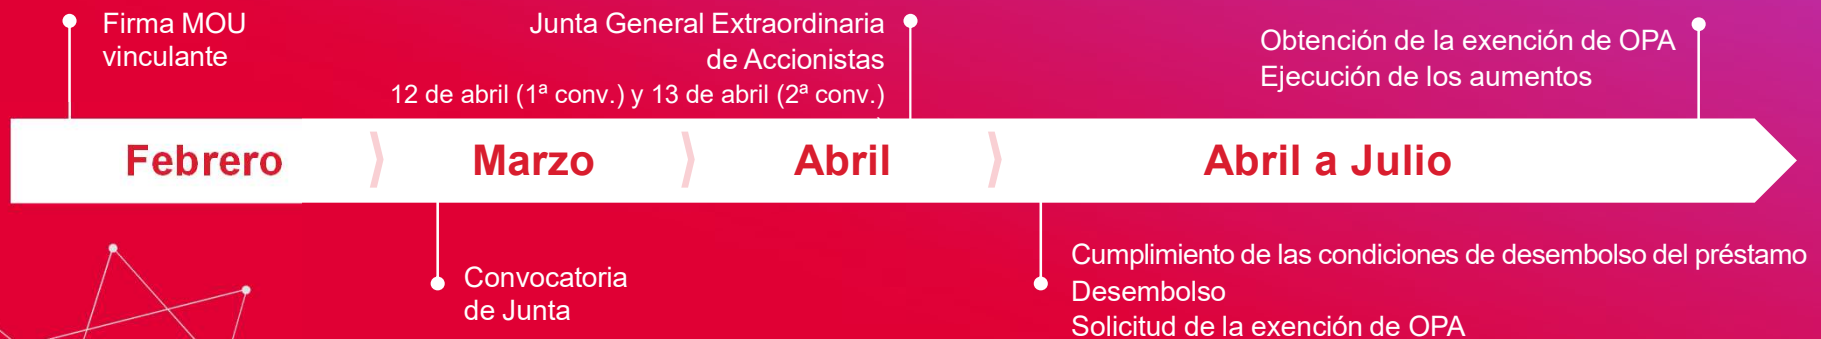 Firma MOU
vinculante
Junta General Extraordinaria
de Accionistas
12 de abril (1ª conv.) y 13 de abril (2ª conv.)
Obtención de la exención de OPA
Ejecución de los aumentos
Febrero
Marzo
Abril
Abril a Julio
Convocatoria
de Junta
Cumplimiento de las condiciones de desembolso del préstamo
Desembolso
Solicitud de la exención de OPA